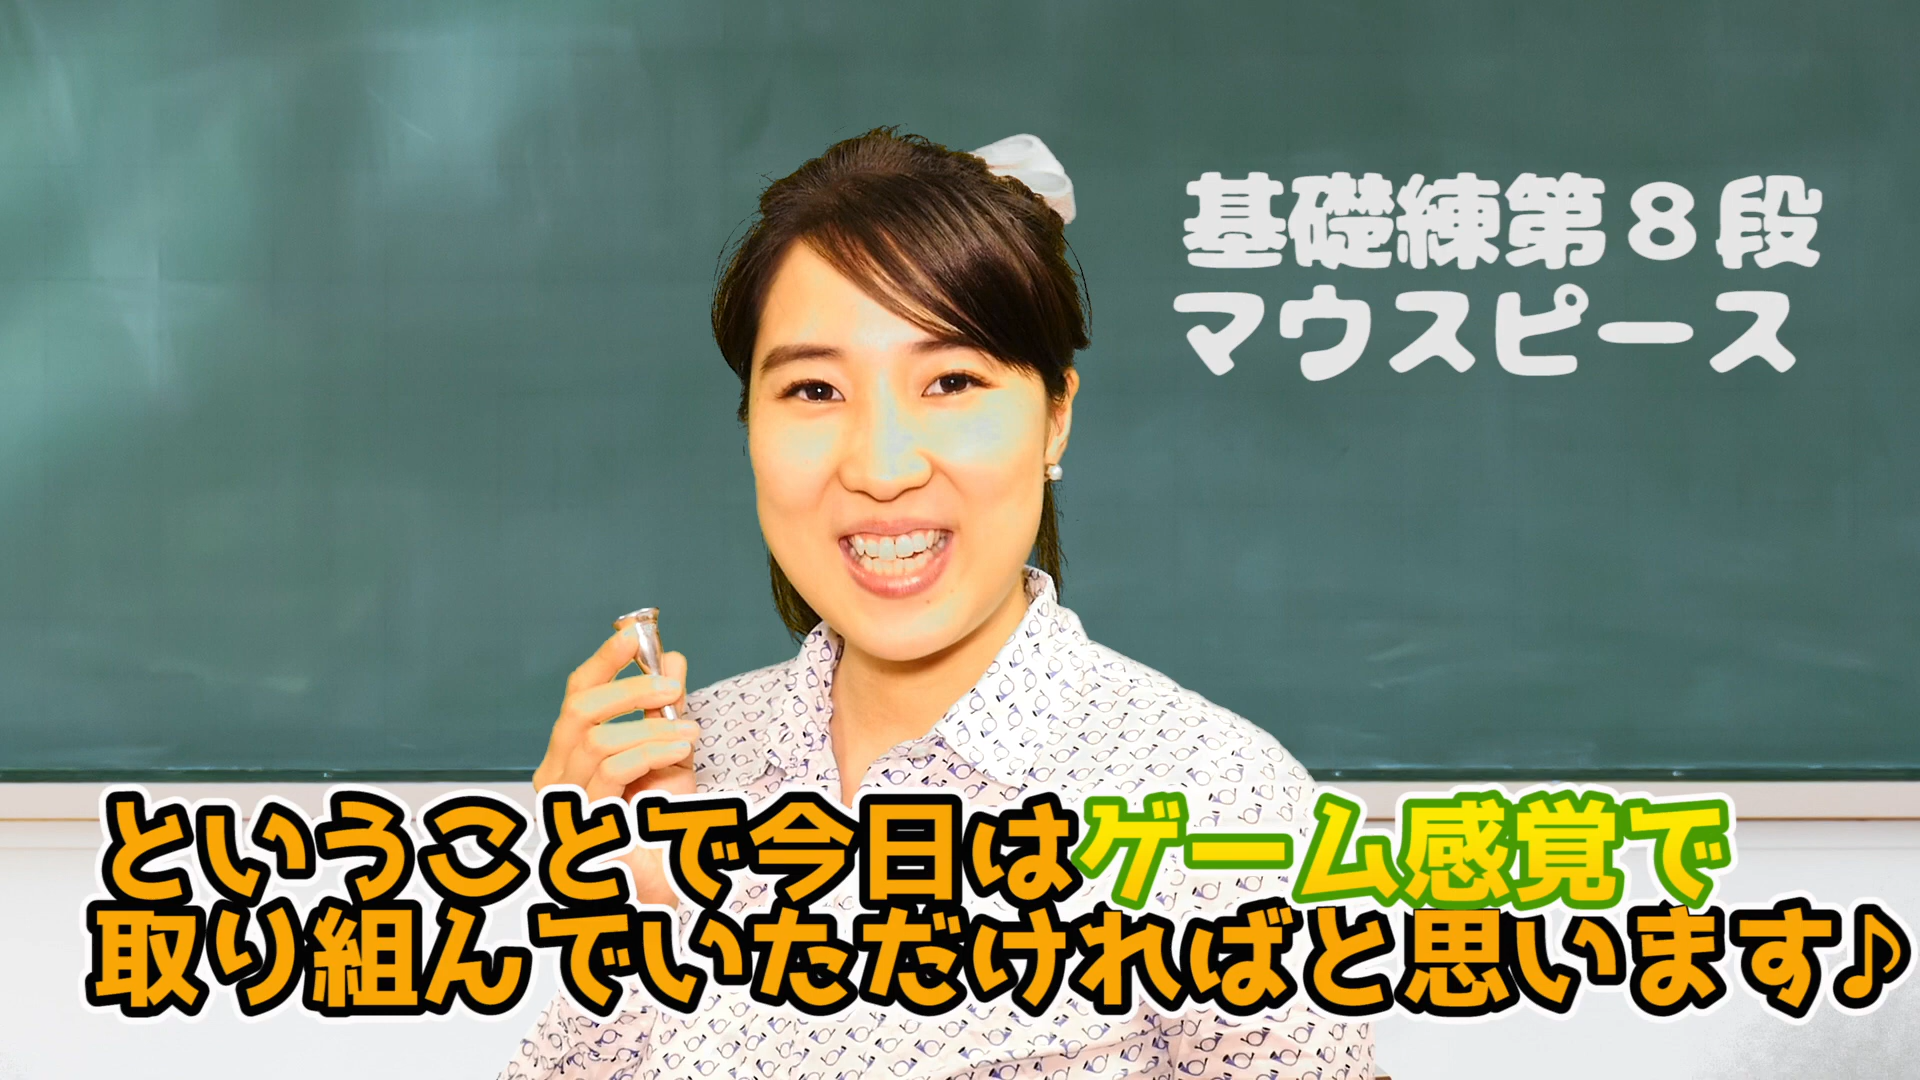 基礎練第８段
マウスピース
ということで今日はゲーム感覚で
取り組んでいただければと思います♪